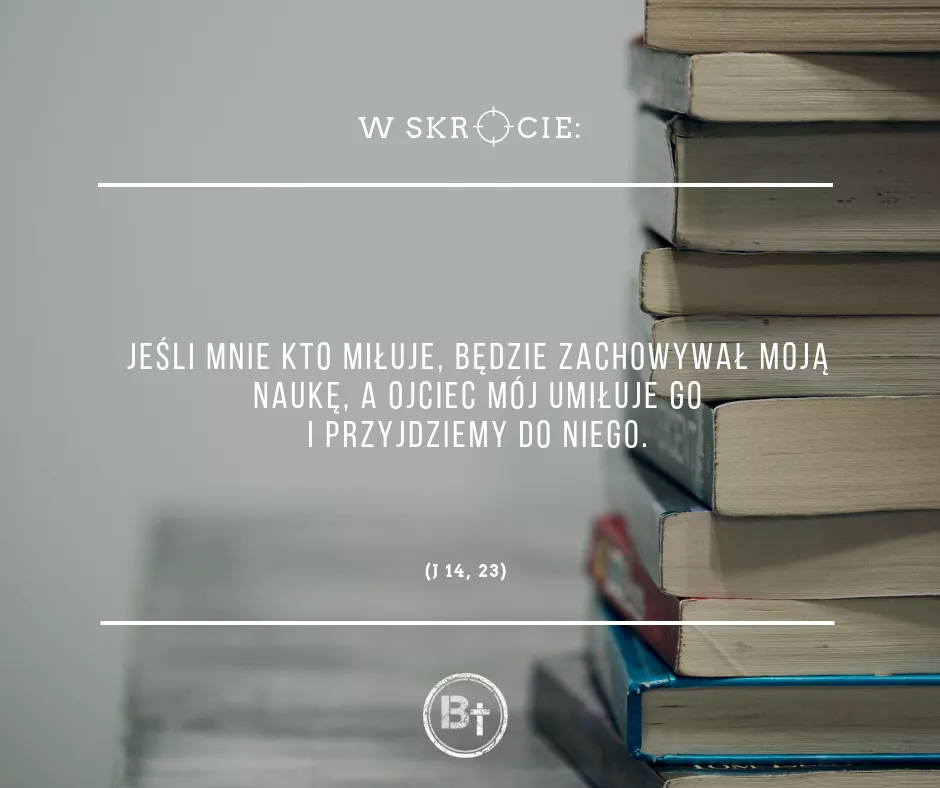 W SKRÓCIE:
JEŚLI MNIE KTO MIŁUJE, BĘDZIE ZACHOWYWAŁ MOJĄ
NAUKĘ, A OJCIEC MÓJ UMIŁUJE GO
I PRZYJDZIEMY DO NIEGO.
(J 14, 23)
B†